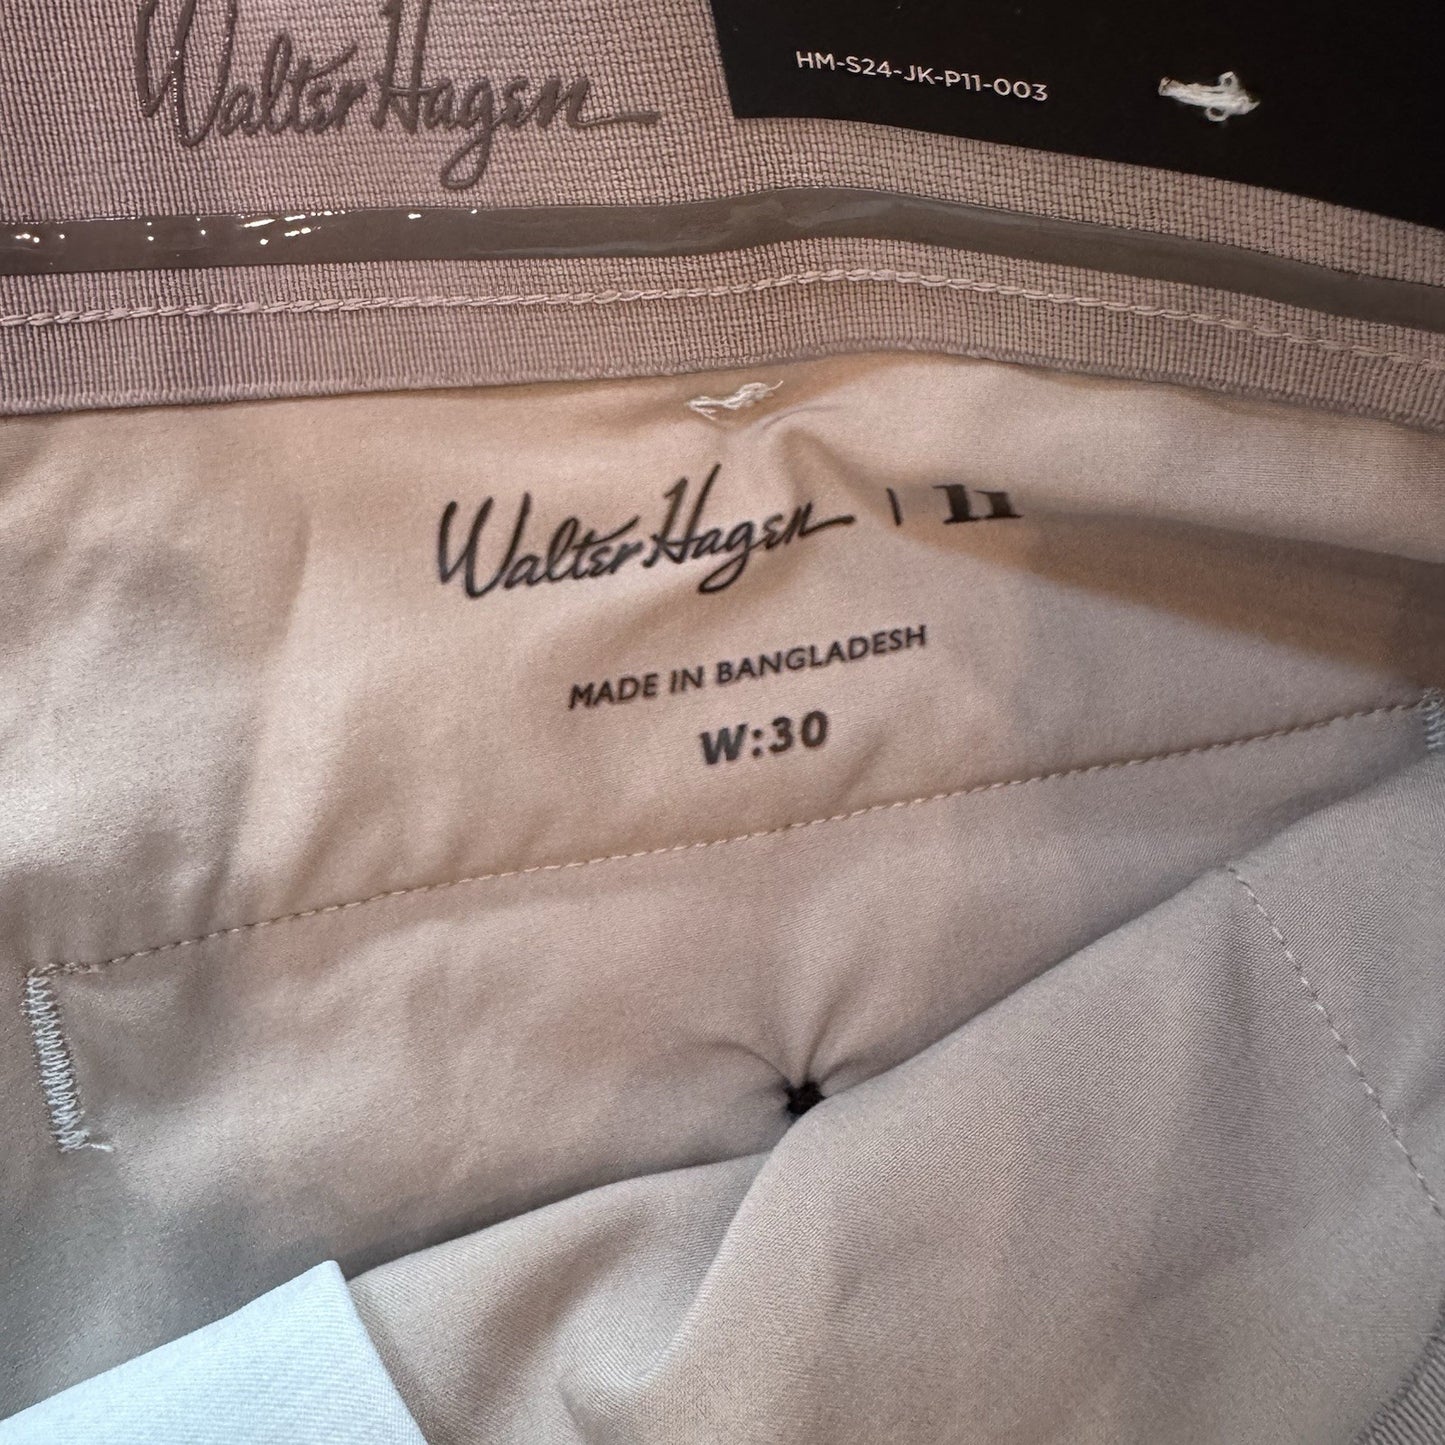 Walter Hagen
HM-S24-JK-P11-003
Walter Hagen | 11
MADE IN BANGLADESH
W:30